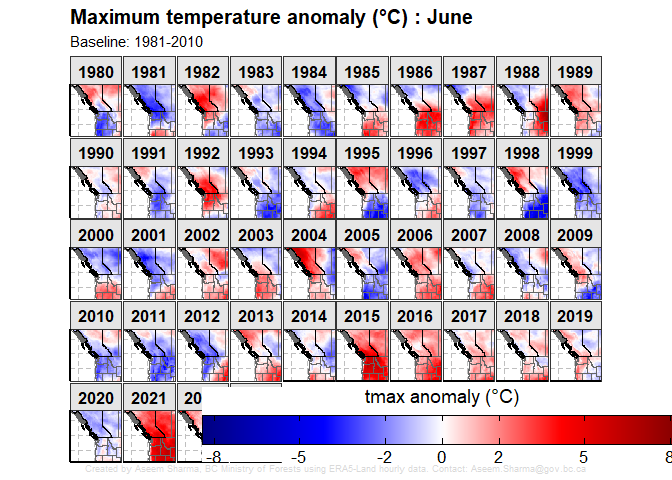 Maximum temperature anomaly (°C) : June
Baseline: 1981-2010
1980 1981 1982 1983 1984 1985 1986 1987 1988 1989
1990 1991 1992 1993 1994 1995 1996 1997 1998 1999
2000 2001 2002 2003 2004 2005 2006 2007 2008 2009
2010 2011 2012 2013 2014 2015 2016 2017 2018 2019
2020 2021 20
tmax anomaly (°C)
-8 -5 -2 0 2 5 8
Created by Aseem Sharma, BC Ministry of Forests using ERA5-Land hourly data. Contact: Aseem.Sharma@gov.bc.ca